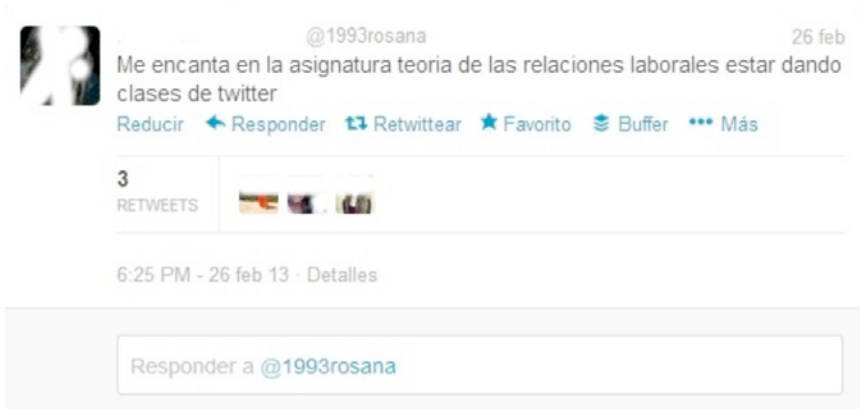 @1993rosana 26 feb
Me encanta en la asignatura teoria de las relaciones laborales estar dando
clases de twitter
Reducir Responder Retwittear Favorito Buffer Más
3
RETWEETS
6:25 PM - 26 feb 13 · Detalles
Responder a @1993rosana